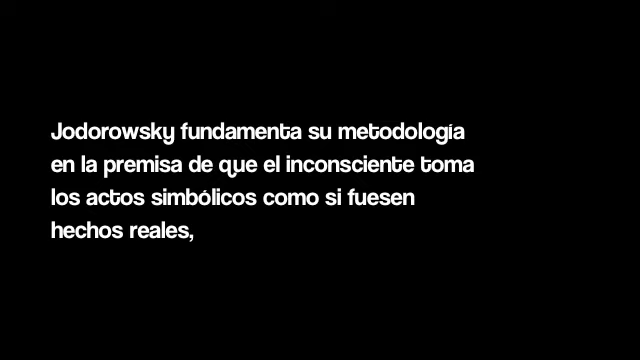 Jodorowsky fundamenta su metodología
en la premisa de que el inconsciente toma
los actos simbólicos como si fuesen
hechos reales,